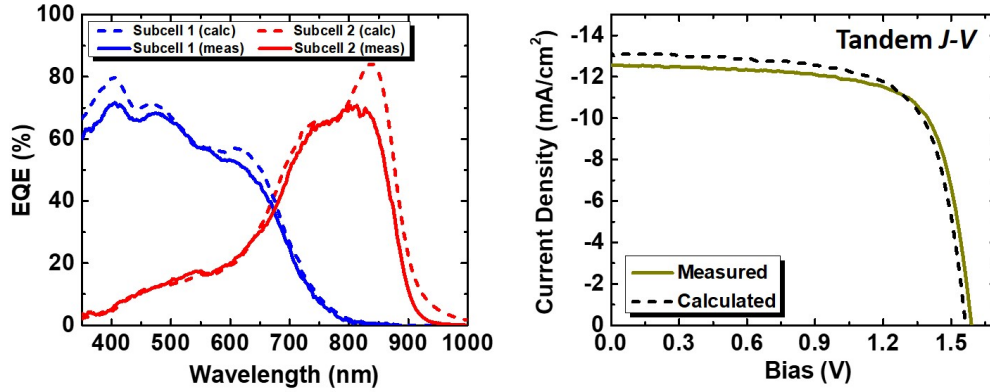 Subcell 1 (calc) Subcell 2 (calc)
Subcell 1 (meas) Subcell 2 (meas)
100
80
60
40
20
0
EQE (%)
400 500 600 700 800 900 1000
Wavelength (nm)
Tandem J-V
-14
-12
-10
-8
-6
-4
-2
-0
Current Density (mA/cm²)
Measured
Calculated
0.0 0.3 0.6 0.9 1.2 1.5
Bias (V)